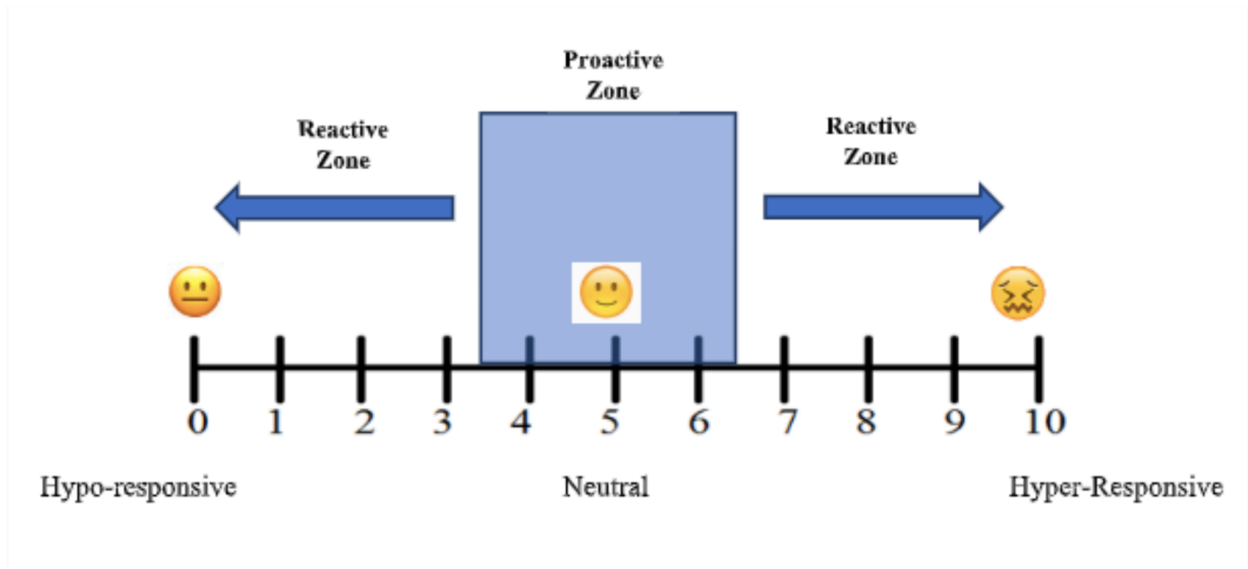 Proactive
Zone
Reactive
Zone
Reactive
Zone
0 1 2 3 4 5 6 7 8 9 10
Hypo-responsive Neutral Hyper-Responsive